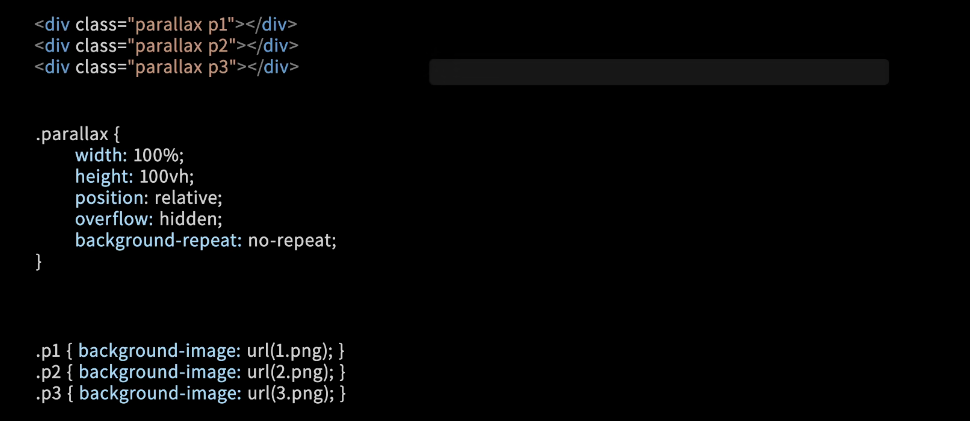 <div class="parallax p1"></div>
<div class="parallax p2"></div>
<div class="parallax p3"></div>
.parallax {
width: 100%;
height: 100vh;
position: relative;
overflow: hidden;
background-repeat: no-repeat;
}
.p1 { background-image: url(1.png); }
.p2 { background-image: url(2.png); }
.p3 { background-image: url(3.png); }